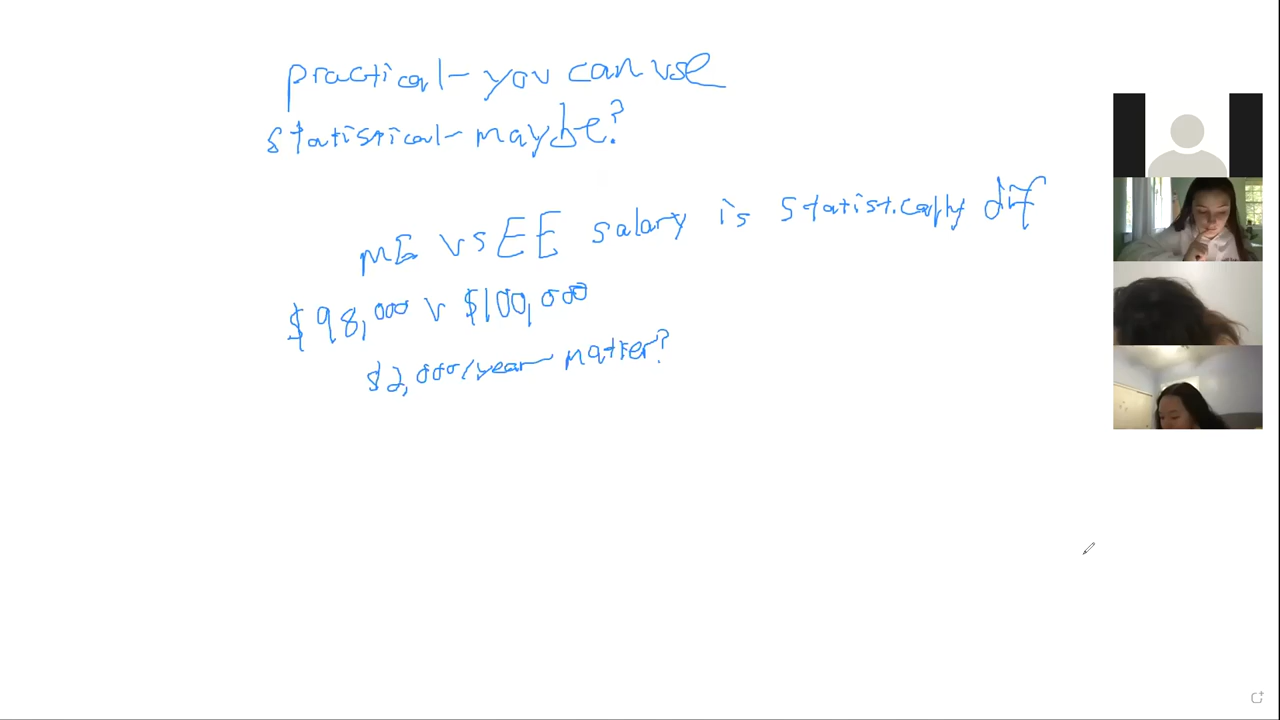 practical- you can use
statistical- maybe?
ME vs EE salary is statistically diff
$98,000 v $100,000
$2,000/year- matter?